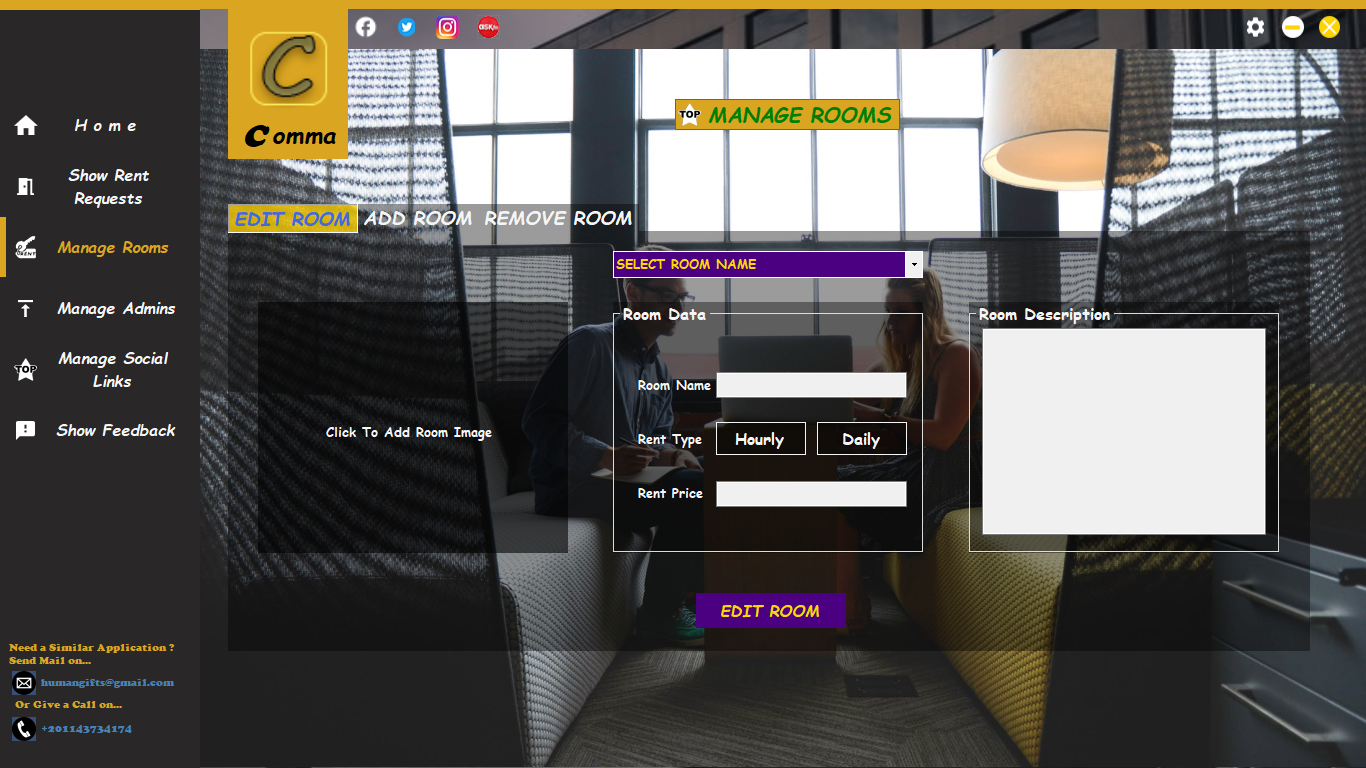 ask fm
C
Comma
TOP MANAGE ROOMS
Home
Show Rent
Requests
RENT
Manage Rooms
Manage Admins
Manage Social
Links
TOP
Show Feedback
EDIT ROOM ADD ROOM REMOVE ROOM
SELECT ROOM NAME
Click To Add Room Image
Room Data
Room Name
Rent Type Hourly Daily
Rent Price
Room Description
EDIT ROOM
Need a Similar Application ?
Send Mail on...
humangifts@gmail.com
Or Give a Call on...
+201143734174